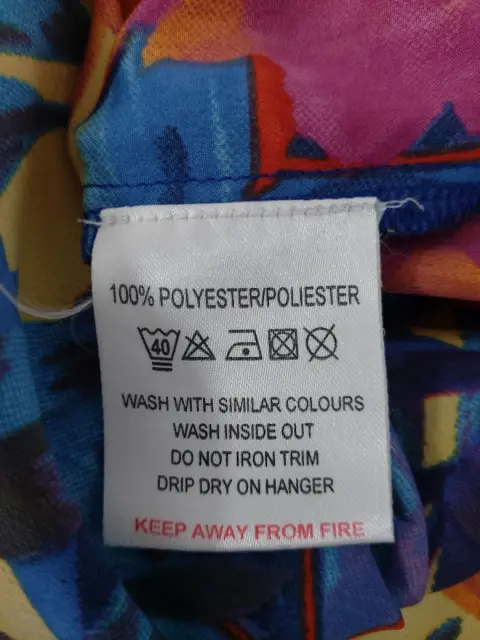 100% POLYESTER/POLIESTER
40
WASH WITH SIMILAR COLOURS
WASH INSIDE OUT
DO NOT IRON TRIM
DRIP DRY ON HANGER
KEEP AWAY FROM FIRE